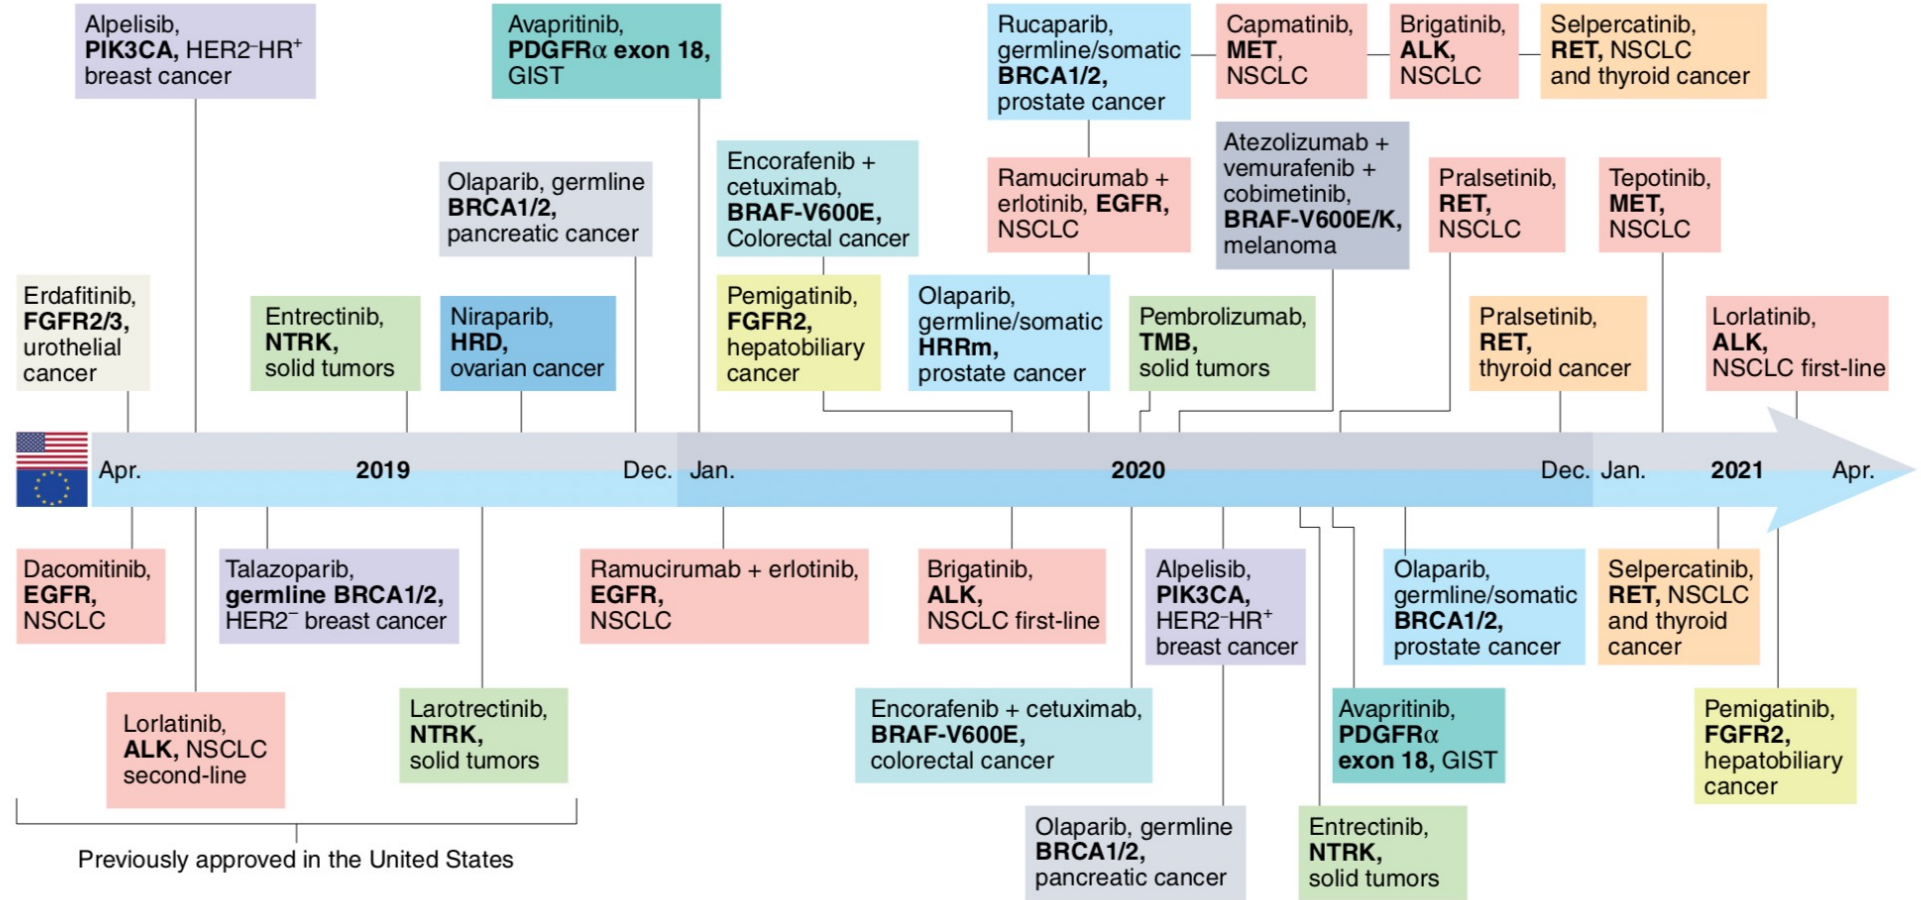 Alpelisib,
PIK3CA, HER2–HR+
breast cancer
Avapritinib,
PDGFRα exon 18,
GIST
Rucaparib,
germline/somatic
BRCA1/2,
prostate cancer
Capmatinib,
MET,
NSCLC
Brigatinib,
ALK,
NSCLC
Selpercatinib,
RET, NSCLC
and thyroid cancer
Olaparib, germline
BRCA1/2,
pancreatic cancer
Encorafenib +
cetuximab,
BRAF-V600E,
Colorectal cancer
Ramucirumab +
erlotinib, EGFR,
NSCLC
Atezolizumab +
vemurafenib +
cobimetinib,
BRAF-V600E/K,
melanoma
Pralsetinib,
RET,
NSCLC
Tepotinib,
MET,
NSCLC
Erdafitinib,
FGFR2/3,
urothelial
cancer
Entrectinib,
NTRK,
solid tumors
Niraparib,
HRD,
ovarian cancer
Pemigatinib,
FGFR2,
hepatobiliary
cancer
Olaparib,
germline/somatic
HRRm,
prostate cancer
Pembrolizumab,
TMB,
solid tumors
Pralsetinib,
RET,
thyroid cancer
Lorlatinib,
ALK,
NSCLC first-line
Apr. 2019 Dec. Jan. 2020 Dec. Jan. 2021 Apr.
Dacomitinib,
EGFR,
NSCLC
Talazoparib,
germline BRCA1/2,
HER2– breast cancer
Ramucirumab + erlotinib,
EGFR,
NSCLC
Brigatinib,
ALK,
NSCLC first-line
Alpelisib,
PIK3CA,
HER2–HR+
breast cancer
Olaparib,
germline/somatic
BRCA1/2,
prostate cancer
Selpercatinib,
RET, NSCLC
and thyroid
cancer
Lorlatinib,
ALK, NSCLC
second-line
Larotrectinib,
NTRK,
solid tumors
Encorafenib + cetuximab,
BRAF-V600E,
colorectal cancer
Avapritinib,
PDGFRα
exon 18, GIST
Pemigatinib,
FGFR2,
hepatobiliary
cancer
Olaparib, germline
BRCA1/2,
pancreatic cancer
Entrectinib,
NTRK,
solid tumors
Previously approved in the United States